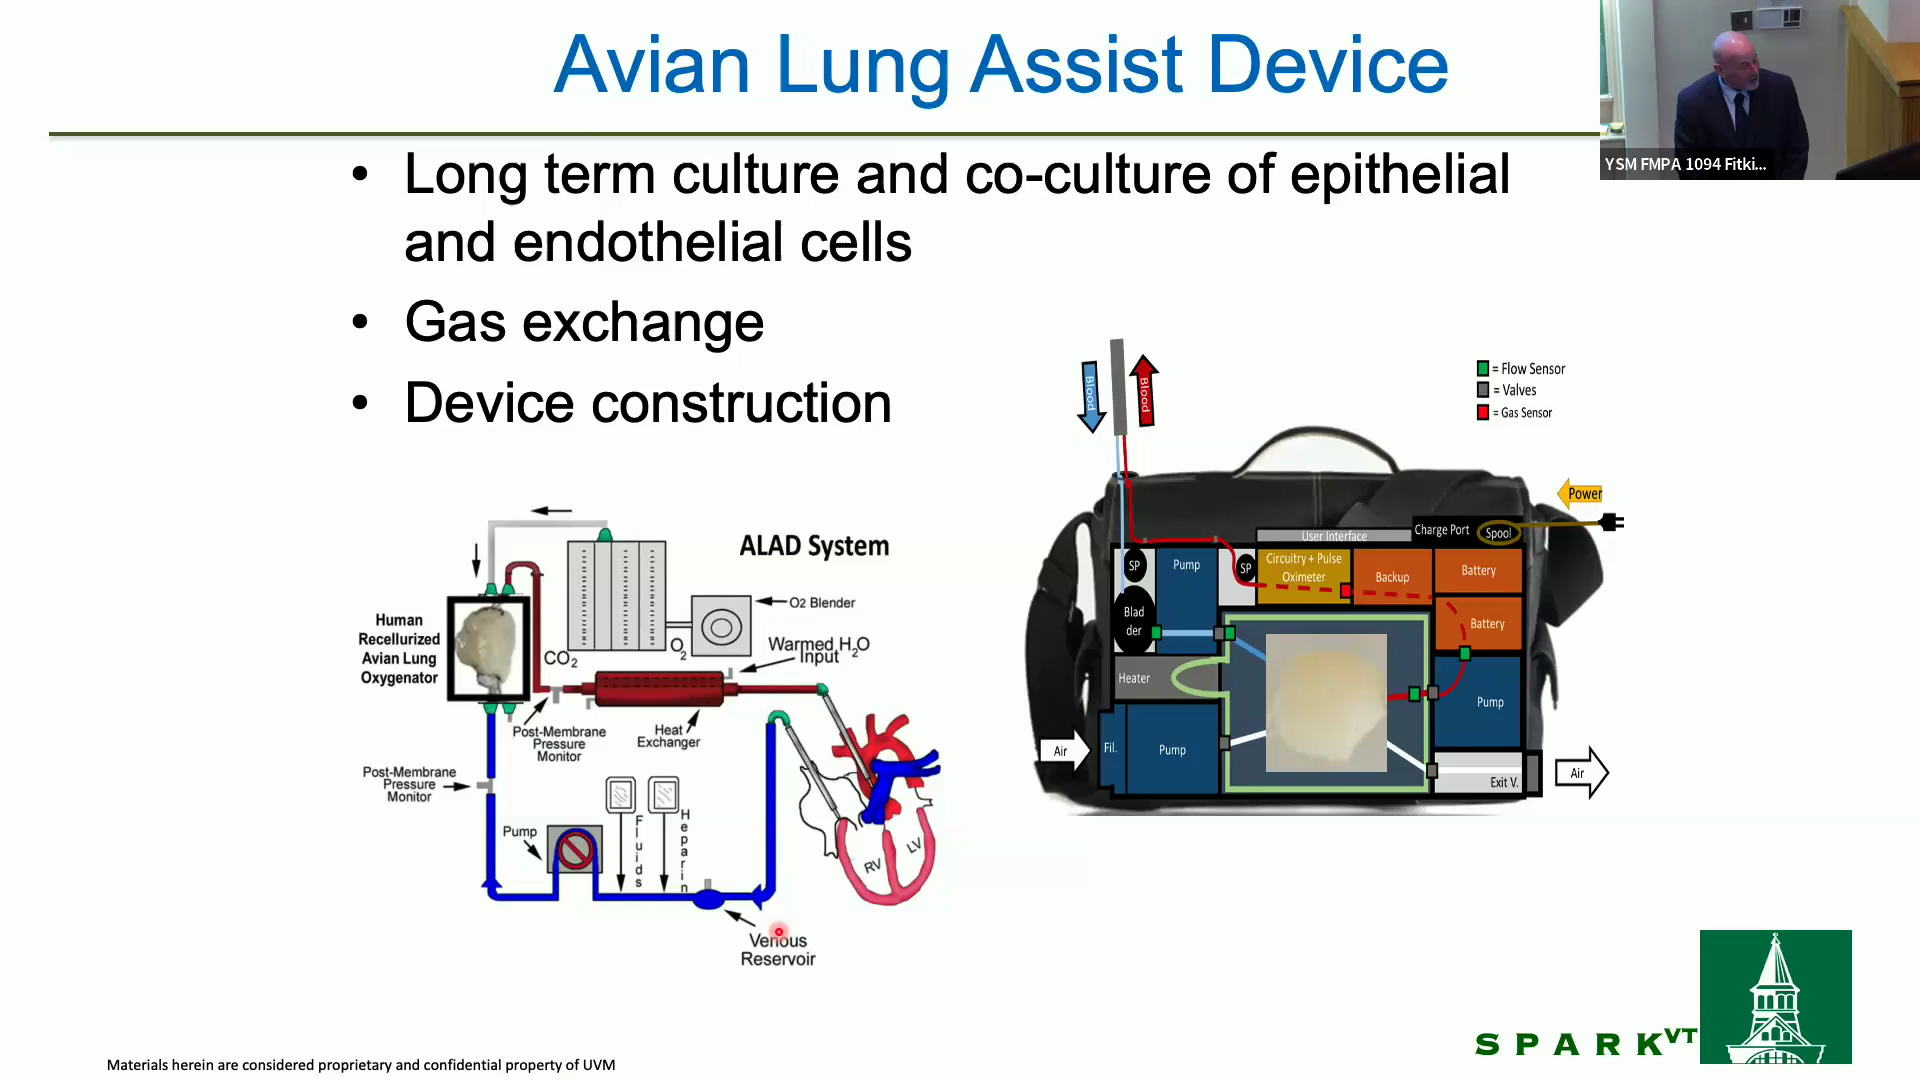 Avian Lung Assist Device
YSM FMPA 1094 Fitki...
• Long term culture and co-culture of epithelial
and endothelial cells
• Gas exchange
• Device construction
ALAD System
Human
Recellurized
Avian Lung
Oxygenator
CO2
O2
O2 Blender
Warmed H2O
Input
Post-Membrane
Pressure
Monitor
Heat
Exchanger
Post-Membrane
Pressure
Monitor
Pump
Fluids
Heparin
RV
LV
Venous
Reservoir
Blood
Blood
= Flow Sensor
= Valves
= Gas Sensor
Power
User Interface
Charge Port
Spool
SP
Pump
SP
Circuitry + Pulse
Oximeter
Backup
Battery
Blad
der
Battery
Heater
Pump
Air
Fil.
Pump
Exit V.
Air
SPARKVT
Materials herein are considered proprietary and confidential property of UVM